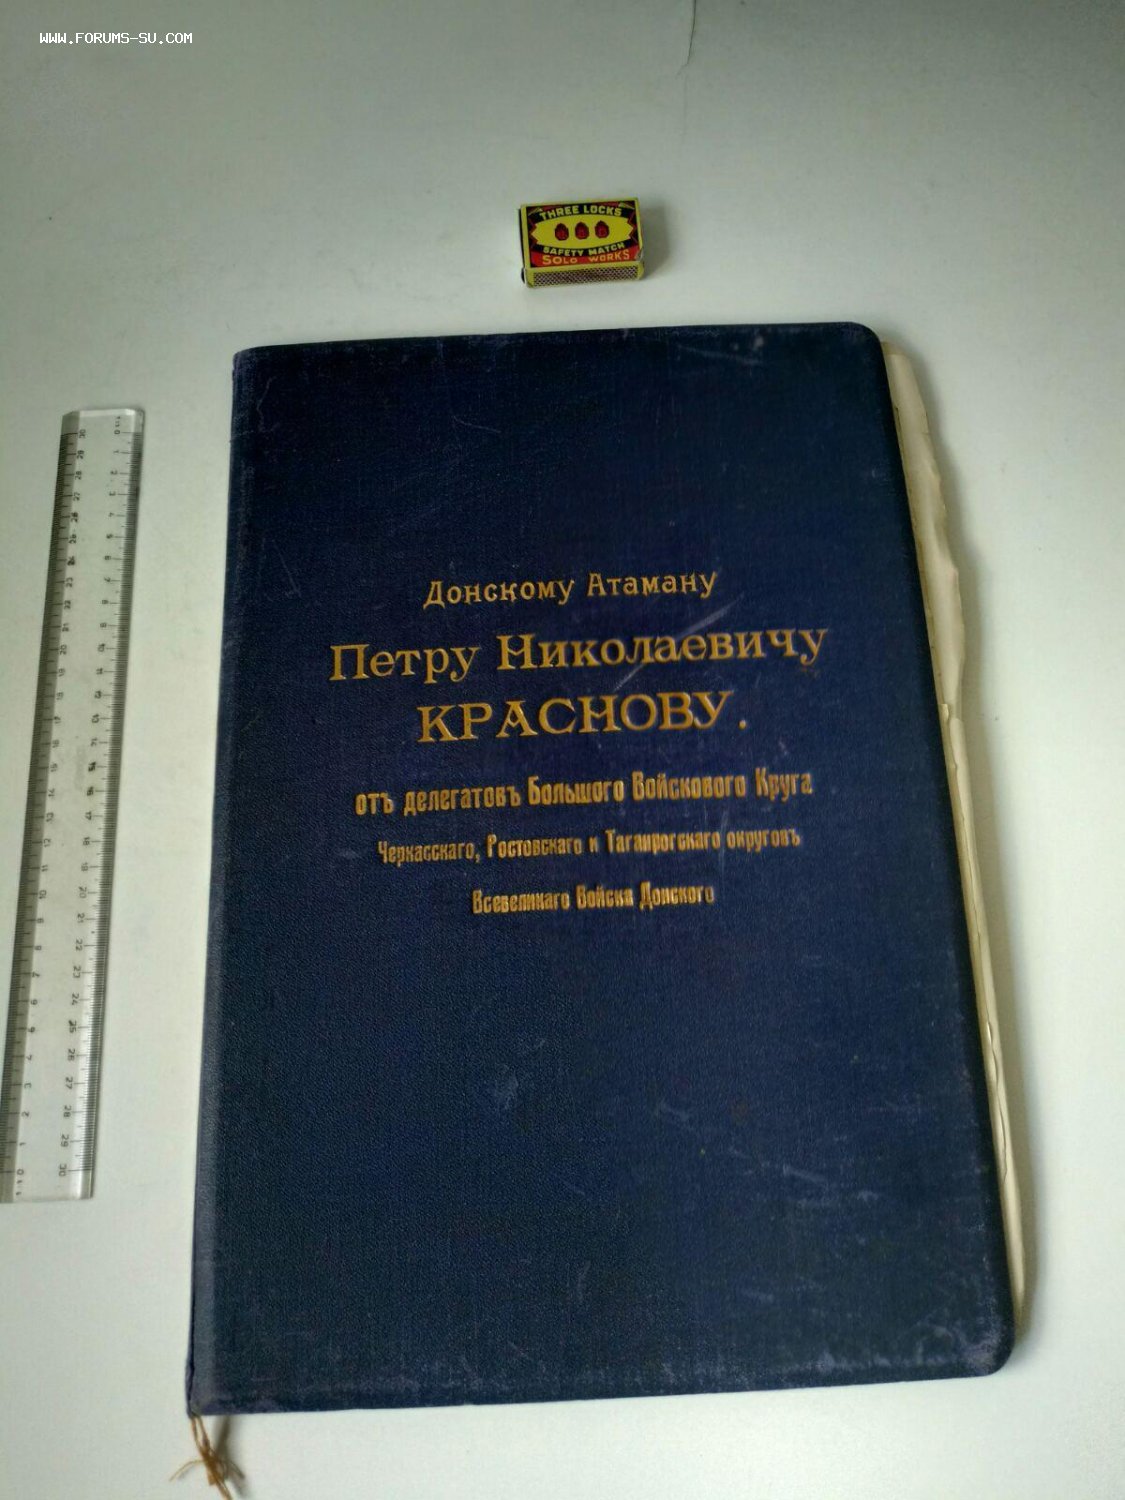 WWW.FORUMS-SU.COM
THREE LOCKS
SAFETY MATCH
SOLO WORKS
Донскому Атаману
Петру Николаевичу
КРАСНОВУ.
отъ делегатовъ Большого Войскового Круга
Черкасскаго, Ростовскаго и Таганрогскаго округовъ
Всевеликаго Войска Донского